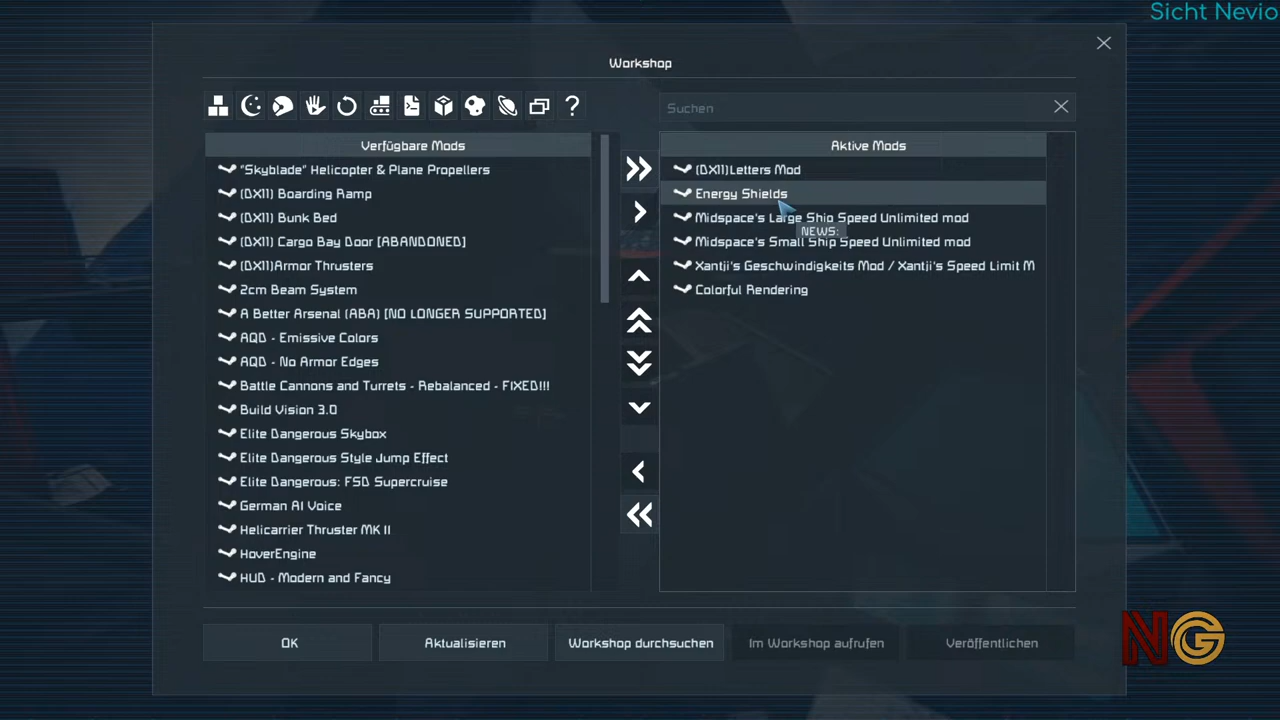 Sicht Nevio
Workshop
Suchen
Verfügbare Mods
"Skyblade" Helicopter & Plane Propellers
(DX11) Boarding Ramp
(DX11) Bunk Bed
(DX11) Cargo Bay Door [ABANDONED]
(DX11)Armor Thrusters
2cm Beam System
A Better Arsenal (ABA) [NO LONGER SUPPORTED]
AQD - Emissive Colors
AQD - No Armor Edges
Battle Cannons and Turrets - Rebalanced - FIXED!!!
Build Vision 3.0
Elite Dangerous Skybox
Elite Dangerous Style Jump Effect
Elite Dangerous: FSD Supercruise
German AI Voice
Helicarrier Thruster MK II
HoverEngine
HUD - Modern and Fancy
Aktive Mods
(DX11)Letters Mod
Energy Shields
Midspace's Large Ship Speed Unlimited mod
NEWS:
Midspace's Small Ship Speed Unlimited mod
Xantji's Geschwindigkeits Mod / Xantji's Speed Limit M
Colorful Rendering
OK
Aktualisieren
Workshop durchsuchen
Im Workshop aufrufen
Veröffentlichen
NG